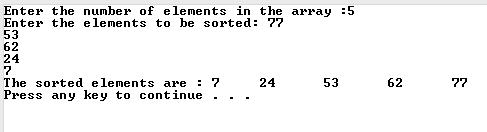 Enter the number of elements in the array :5
Enter the elements to be sorted: 77
53
62
24
7
The sorted elements are : 7 24 53 62 77
Press any key to continue . . .